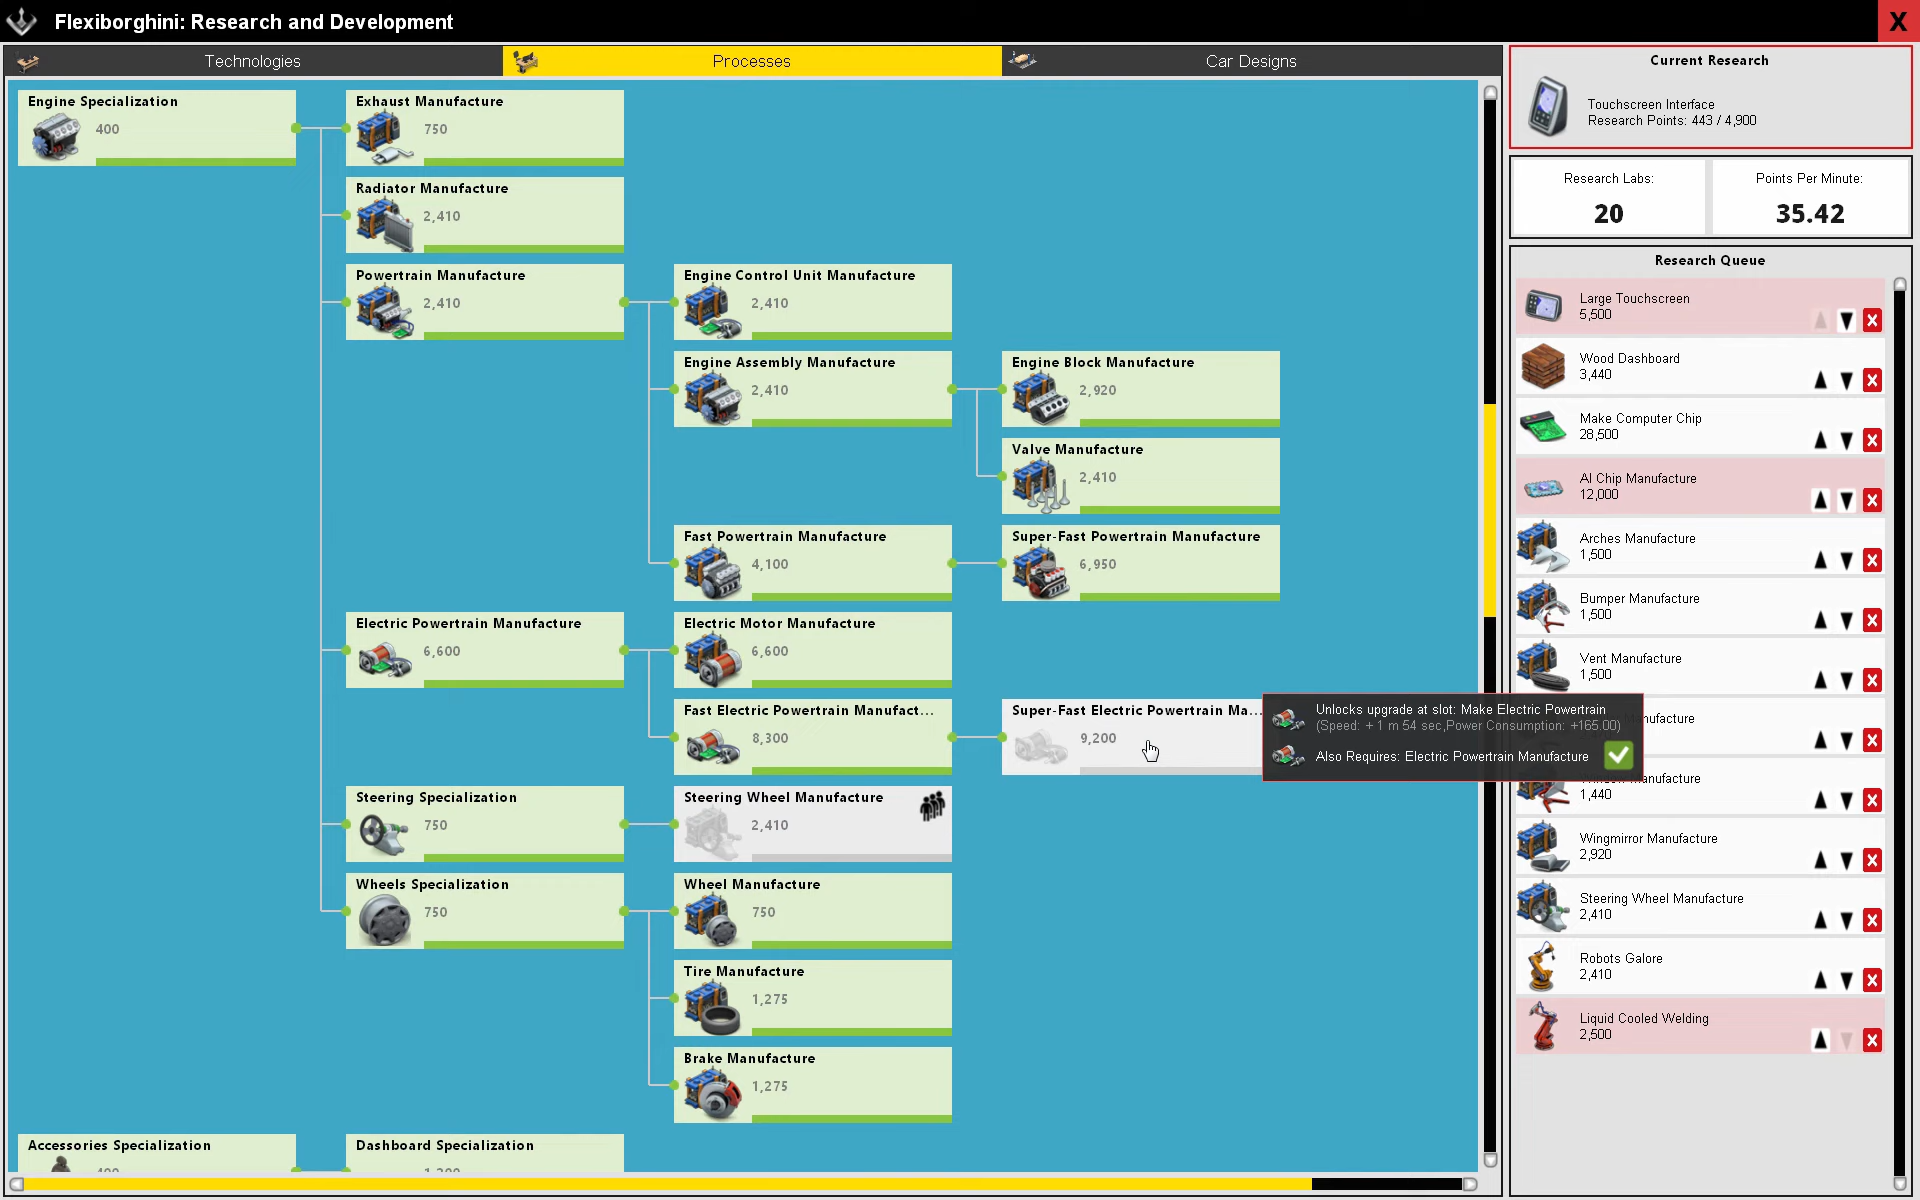 Flexiborghini: Research and Development
X
Technologies
Processes
Car Designs
Engine Specialization
400
Exhaust Manufacture
750
Radiator Manufacture
2,410
Powertrain Manufacture
2,410
Engine Control Unit Manufacture
2,410
Engine Assembly Manufacture
2,410
Engine Block Manufacture
2,920
Valve Manufacture
2,410
Fast Powertrain Manufacture
4,100
Super-Fast Powertrain Manufacture
6,950
Electric Powertrain Manufacture
6,600
Electric Motor Manufacture
6,600
Fast Electric Powertrain Manufact...
8,300
Super-Fast Electric Powertrain Ma...
9,200
Steering Specialization
750
Steering Wheel Manufacture
2,410
Wheels Specialization
750
Wheel Manufacture
750
Tire Manufacture
1,275
Brake Manufacture
1,275
Accessories Specialization
Dashboard Specialization
Unlocks upgrade at slot: Make Electric Powertrain
(Speed: + 1 m 54 sec,Power Consumption: +165.00)
Also Requires: Electric Powertrain Manufacture
Current Research
Touchscreen Interface
Research Points: 443 / 4,900
Research Labs:
20
Points Per Minute:
35.42
Research Queue
Large Touchscreen
5,500
Wood Dashboard
3,440
Make Computer Chip
28,500
AI Chip Manufacture
12,000
Arches Manufacture
1,500
Bumper Manufacture
1,500
Vent Manufacture
1,500
Manufacture
1,440
Wingmirror Manufacture
2,920
Steering Wheel Manufacture
2,410
Robots Galore
2,410
Liquid Cooled Welding
2,500